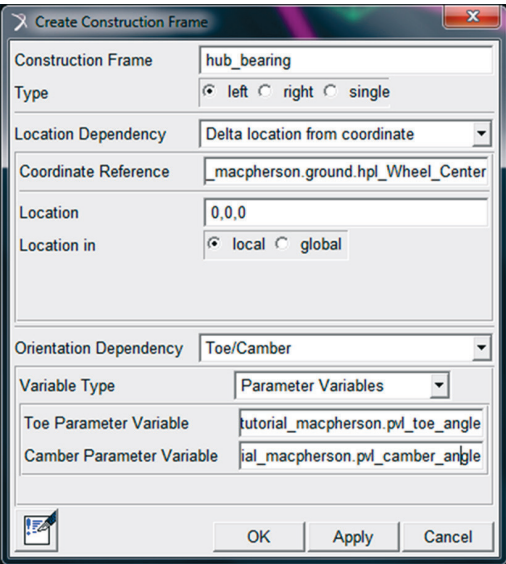 Create Construction Frame
Construction Frame hub_bearing
Type left right single
Location Dependency Delta location from coordinate
Coordinate Reference _macpherson.ground.hpl_Wheel_Center
Location 0,0,0
Location in local global
Orientation Dependency Toe/Camber
Variable Type Parameter Variables
Toe Parameter Variable tutorial_macpherson.pvl_toe_angle
Camber Parameter Variable ial_macpherson.pvl_camber_angle
OK Apply Cancel